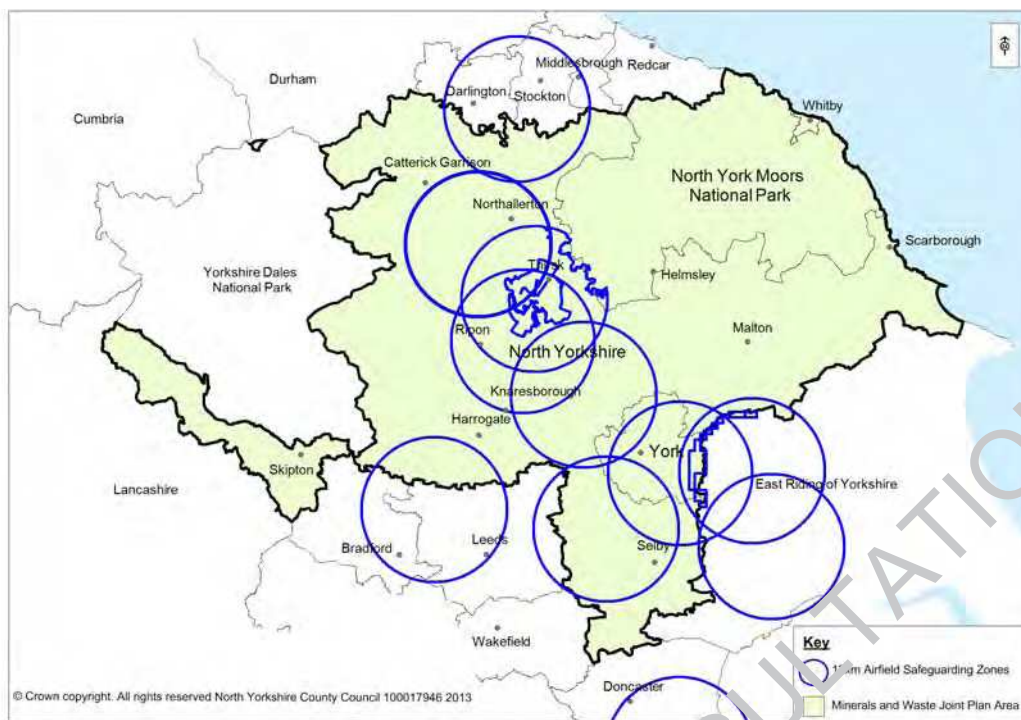 Middlesbrough
Redcar
Durham
Darlington
Stockton
Cumbria
Whitby
Catterick Garrison
North York Moors
National Park
Northallerton
Scarborough
Yorkshire Dales
National Park
Helmsley
Ripon
Malton
North Yorkshire
Knaresborough
Harrogate
York
Skipton
East Riding of Yorkshire
Lancashire
Bradford
Leeds
Selby
Wakefield
Key
Airfield Safeguarding Zones
Doncaster
© Crown copyright. All rights reserved North Yorkshire County Council 100017946 2013
Minerals and Waste Joint Plan Area